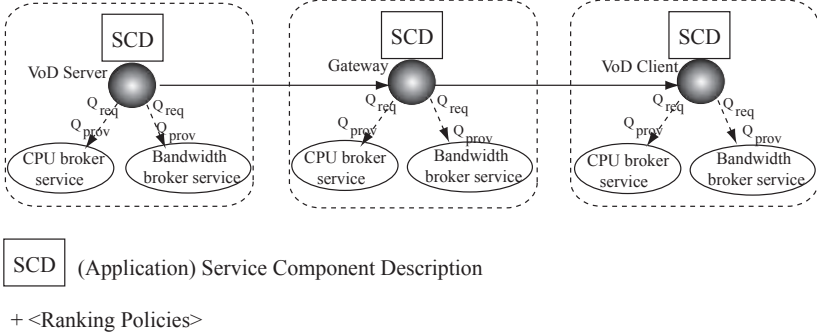 SCD
SCD
SCD
VoD Server
Gateway
VoD Client
Q req
Q req
Q prov
Q prov
Q req
Q req
Q prov
Q prov
Q req
Q req
Q prov
Q prov
CPU broker
service
Bandwidth
broker service
CPU broker
service
Bandwidth
broker service
CPU broker
service
Bandwidth
broker service
SCD (Application) Service Component Description
+ <Ranking Policies>